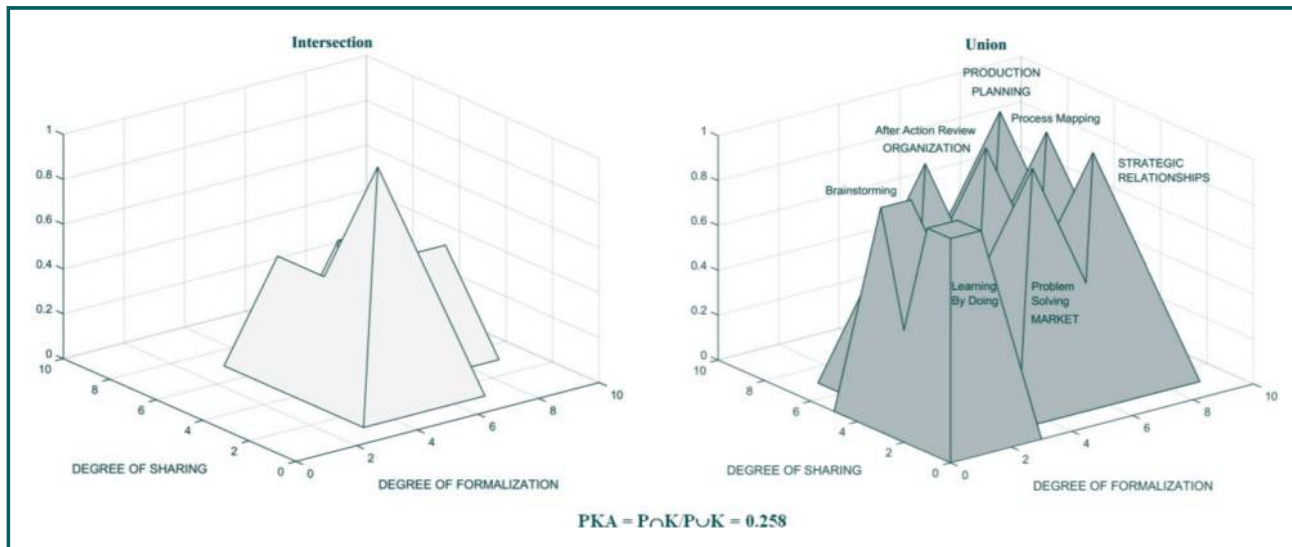 Intersection
1
0.8
0.6
0.4
0.2
0
10
8
6
4
2
0
0
2
4
6
8
10
DEGREE OF SHARING
DEGREE OF FORMALIZATION
Union
PRODUCTION
PLANNING
After Action Review
Process Mapping
ORGANIZATION
STRATEGIC
RELATIONSHIPS
Brainstorming
Learning
By Doing
Problem
Solving
MARKET
1
0.8
0.6
0.4
0.2
0
10
8
6
4
2
0
0
2
4
6
8
10
DEGREE OF SHARING
DEGREE OF FORMALIZATION
PKA = P∩K/P∪K = 0.258